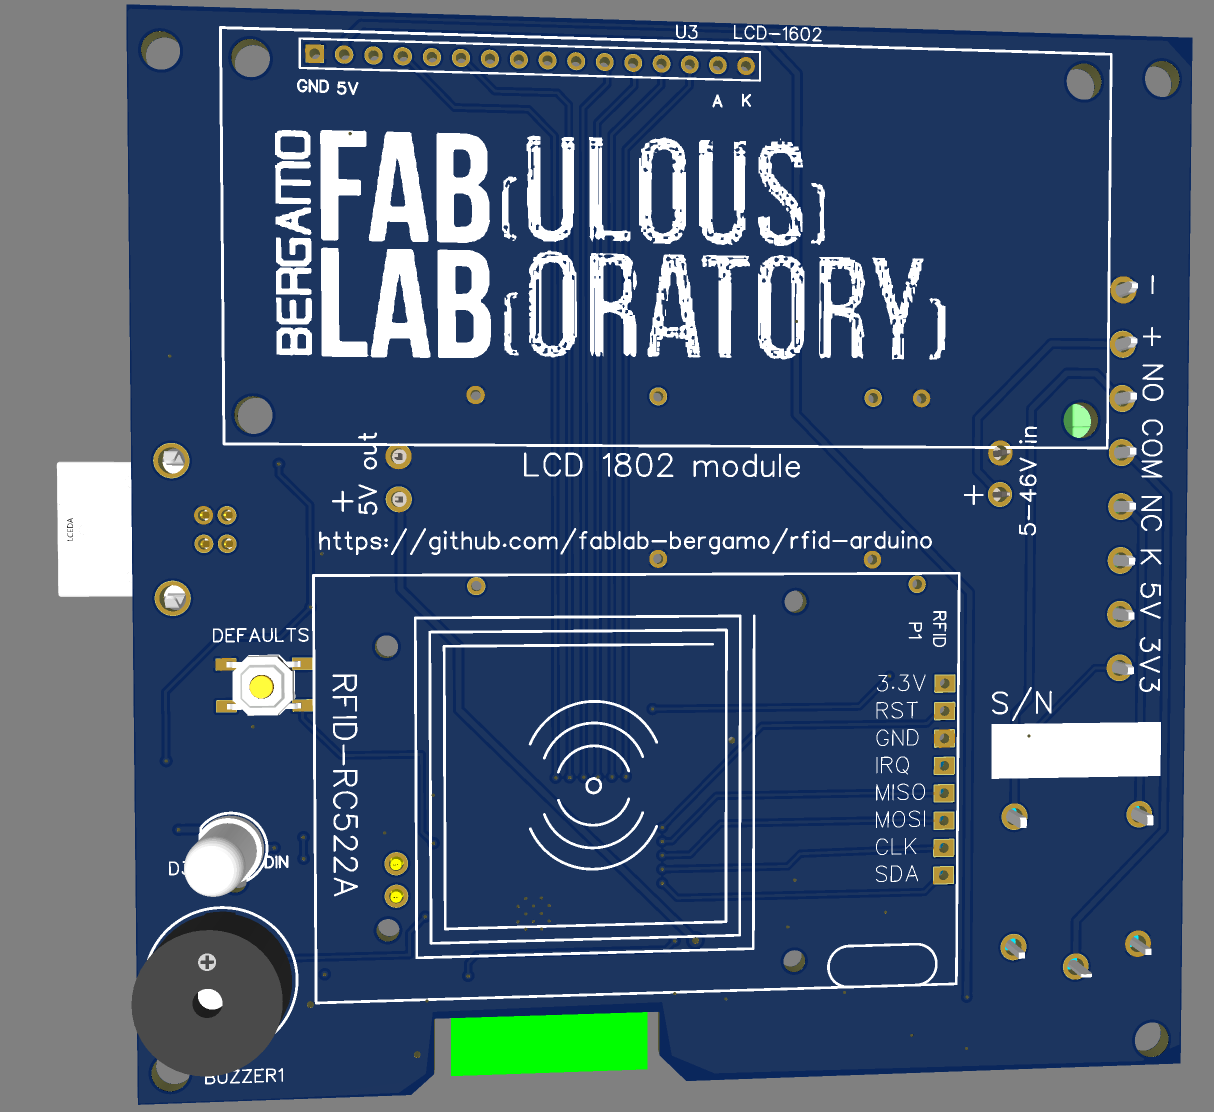 U3 LCD-1602
GND 5V
A K
BERGAMO
FAB(ULOUS)
LAB(ORATORY)
- + NO COM NC K 5V 3V3
+ 5V out
LCD 1802 module
+ 5-46V in
LCEDA
https://github.com/fablab-bergamo/rfid-arduino
DEFAULTS
RFID
P1
RFID-RC522A
3.3V
RST
GND
IRQ
MISO
MOSI
CLK
SDA
S/N
DIN
BUZZER1